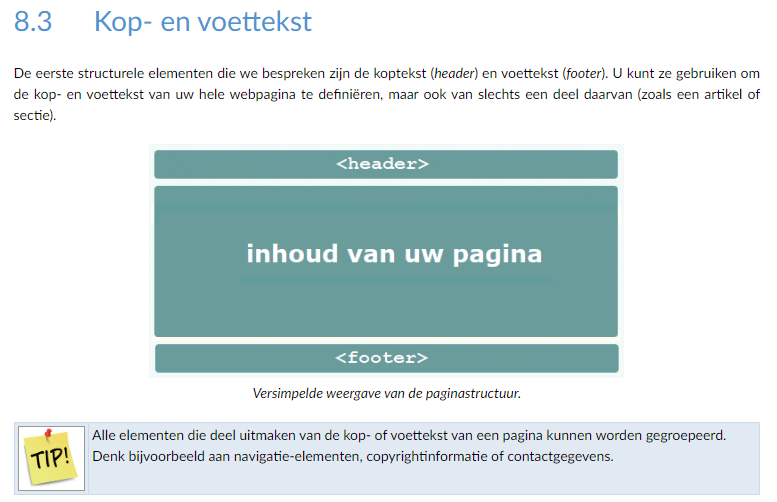 8.3 Kop- en voettekst
De eerste structurele elementen die we bespreken zijn de koptekst (header) en voettekst (footer). U kunt ze gebruiken om
de kop- en voettekst van uw hele webpagina te definiëren, maar ook van slechts een deel daarvan (zoals een artikel of
sectie).
<header>
inhoud van uw pagina
<footer>
Versimpelde weergave van de paginastructuur.
TIP!
Alle elementen die deel uitmaken van de kop- of voettekst van een pagina kunnen worden gegroepeerd.
Denk bijvoorbeeld aan navigatie-elementen, copyrightinformatie of contactgegevens.